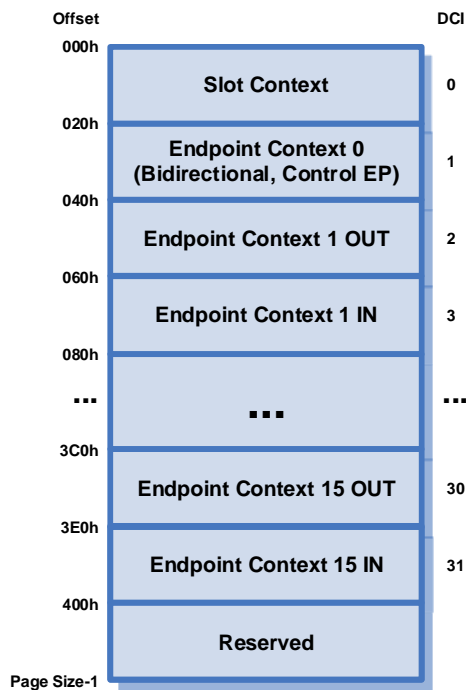 Offset
DCI
000h
Slot Context
0
020h
Endpoint Context 0
(Bidirectional, Control EP)
1
040h
Endpoint Context 1 OUT
2
060h
Endpoint Context 1 IN
3
080h
...
...
...
3C0h
Endpoint Context 15 OUT
30
3E0h
Endpoint Context 15 IN
31
400h
Reserved
Page Size-1